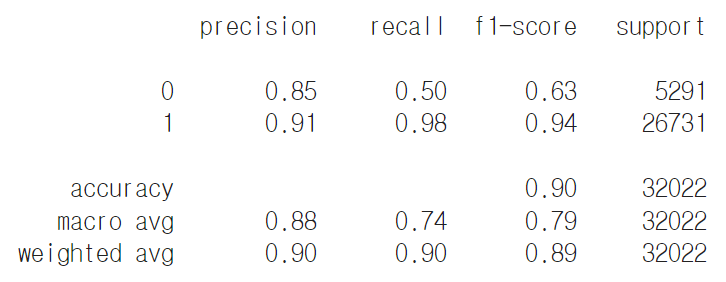 precision recall f1-score support
0 0.85 0.50 0.63 5291
1 0.91 0.98 0.94 26731
accuracy 0.90 32022
macro avg 0.88 0.74 0.79 32022
weighted avg 0.90 0.90 0.89 32022